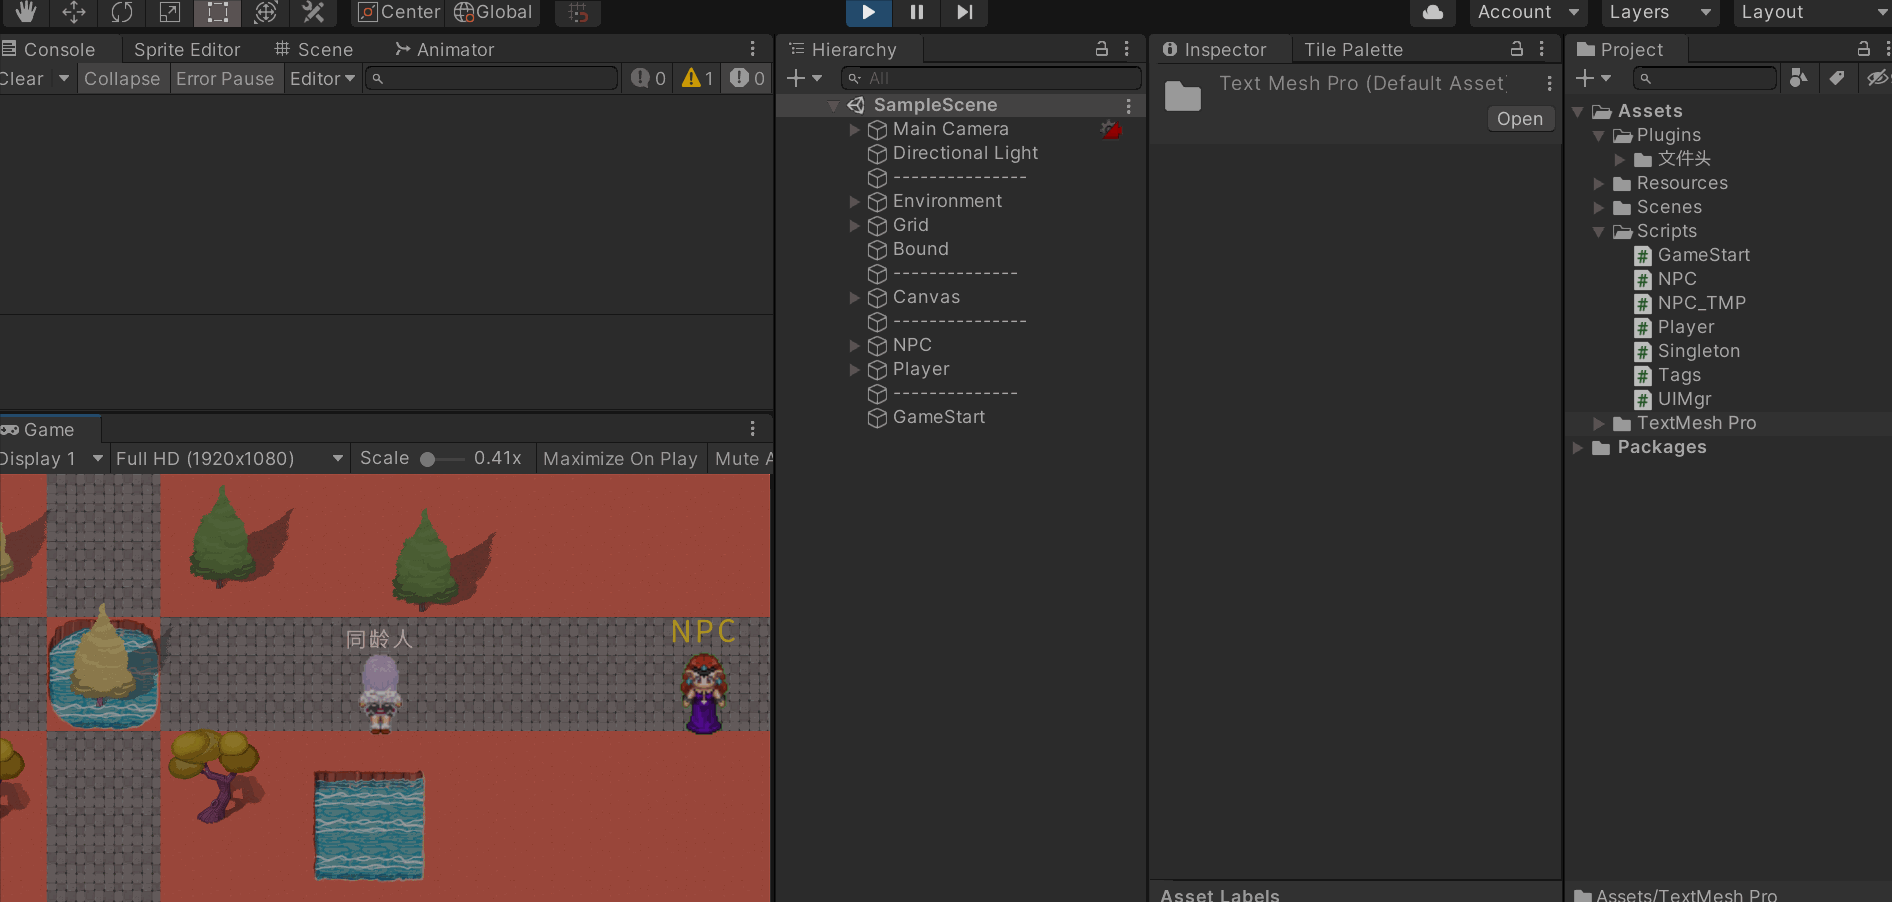 Center Global
Account Layers Layout
Console Sprite Editor Scene Animator
Clear Collapse Error Pause Editor 0 1 0
Hierarchy
All
SampleScene
Main Camera
Directional Light
---------------
Environment
Grid
Bound
--------------
Canvas
---------------
NPC
Player
--------------
GameStart
Inspector Tile Palette
Text Mesh Pro (Default Asset)
Open
Asset Labels
Project
Assets
Plugins
文件头
Resources
Scenes
Scripts
GameStart
NPC
NPC_TMP
Player
Singleton
Tags
UIMgr
TextMesh Pro
Packages
Assets/TextMesh Pro
Game
Display 1 Full HD (1920x1080) Scale 0.41x Maximize On Play Mute A
同龄人
NPC